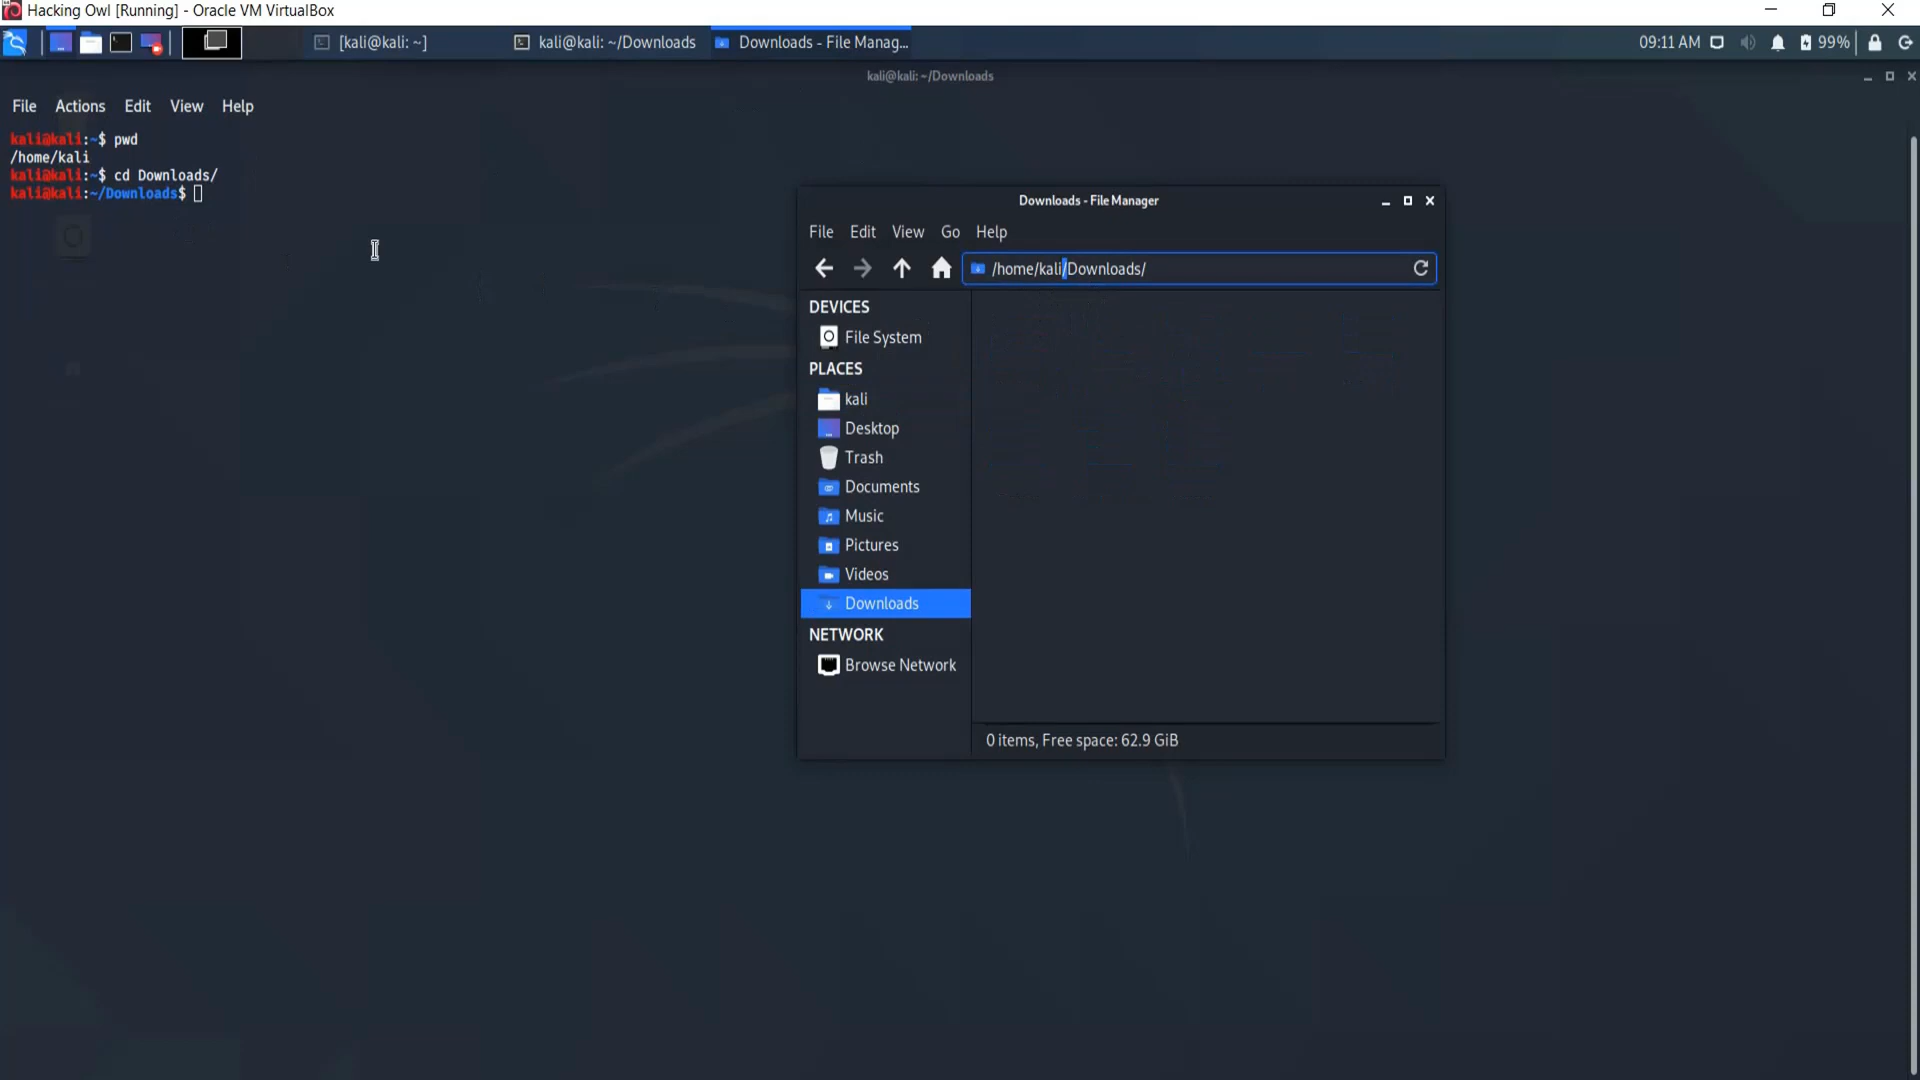 Hacking Owl [Running] - Oracle VM VirtualBox
[kali@kali: ~]
kali@kali: ~/Downloads
Downloads - File Manag...
09:11 AM
99%
kali@kali: ~/Downloads
File Actions Edit View Help
kali@kali:~$ pwd
/home/kali
kali@kali:~$ cd Downloads/
kali@kali:~/Downloads$
Downloads - File Manager
File Edit View Go Help
/home/kali/Downloads/
DEVICES
File System
PLACES
kali
Desktop
Trash
Documents
Music
Pictures
Videos
Downloads
NETWORK
Browse Network
0 items, Free space: 62.9 GiB